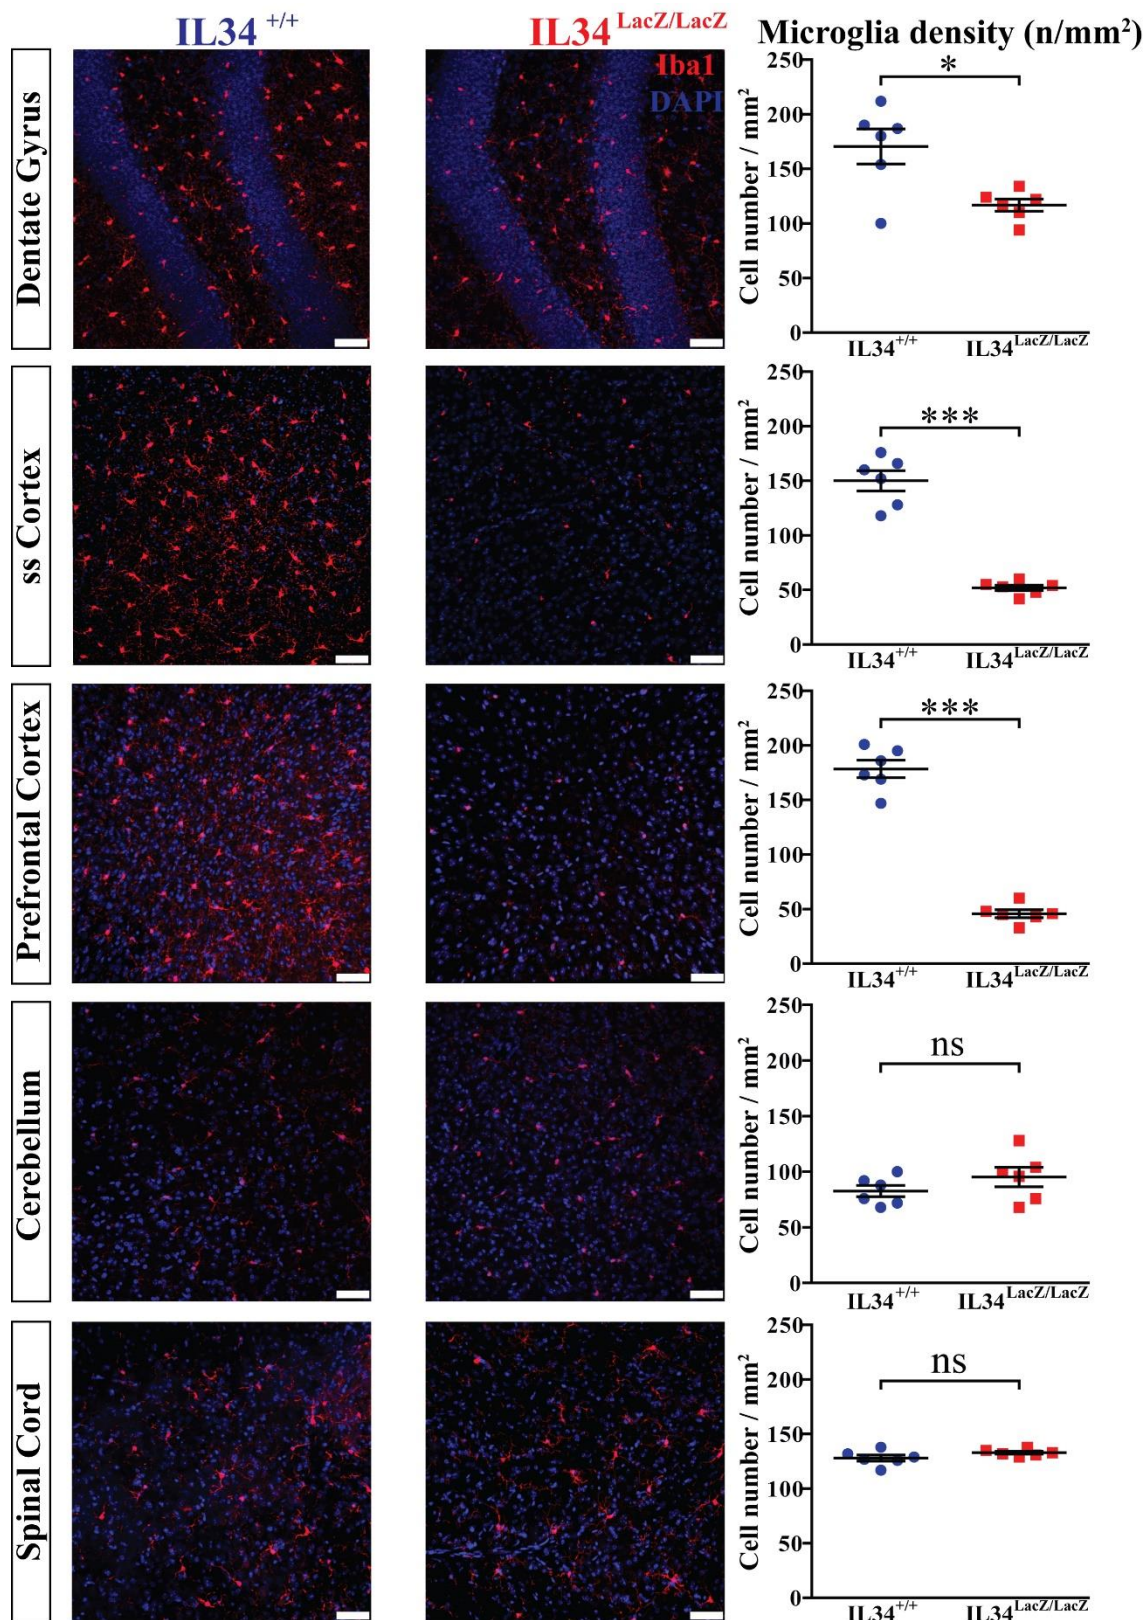 IL34 +/+
IL34 LacZ/LacZ
Microglia density (n/mm²)
Dentate Gyrus
Iba1
DAPI
Cell number / mm²
250
200
150
100
50
0
*
IL34+/+
IL34LacZ/LacZ
ss Cortex
Cell number / mm²
250
200
150
100
50
0
***
IL34+/+
IL34LacZ/LacZ
Prefrontal Cortex
Cell number / mm²
250
200
150
100
50
0
***
IL34+/+
IL34LacZ/LacZ
Cerebellum
Cell number / mm²
250
200
150
100
50
0
ns
IL34+/+
IL34LacZ/LacZ
Spinal Cord
Cell number / mm²
250
200
150
100
50
0
ns
IL34+/+
IL34LacZ/LacZ